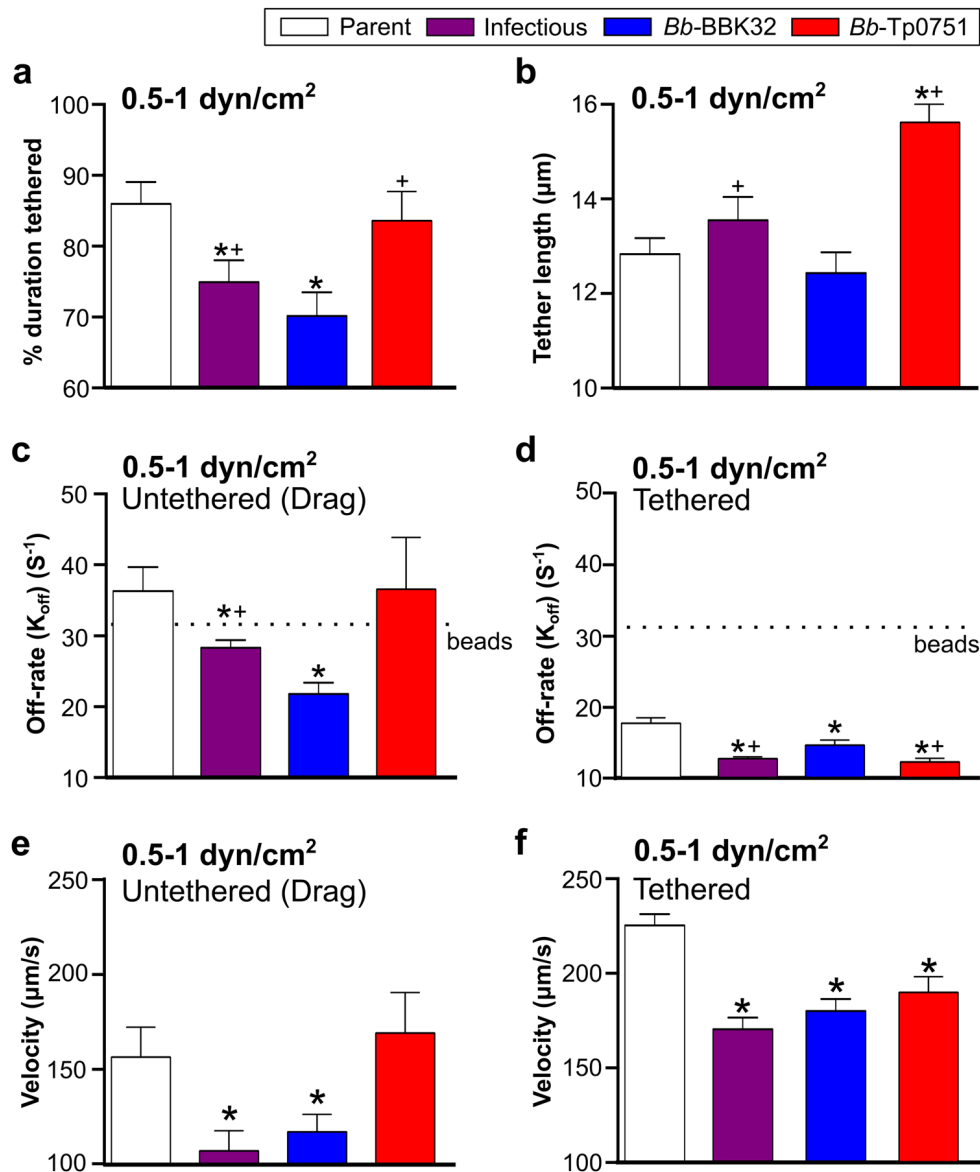 Parent Infectious Bb-BBK32 Bb-Tp0751
a
0.5-1 dyn/cm²
% duration tethered
100
90
80
70
60
*+
*
+
b
0.5-1 dyn/cm²
Tether length (µm)
16
14
12
10
+
*+
c
0.5-1 dyn/cm²
Untethered (Drag)
Off-rate (Koff) (S⁻¹)
50
40
30
20
10
*+
*
beads
d
0.5-1 dyn/cm²
Tethered
Off-rate (Koff) (S⁻¹)
50
40
30
20
10
beads
*+
*
*+
e
0.5-1 dyn/cm²
Untethered (Drag)
Velocity (µm/s)
250
200
150
100
*
*
f
0.5-1 dyn/cm²
Tethered
Velocity (µm/s)
250
200
150
100
*
*
*